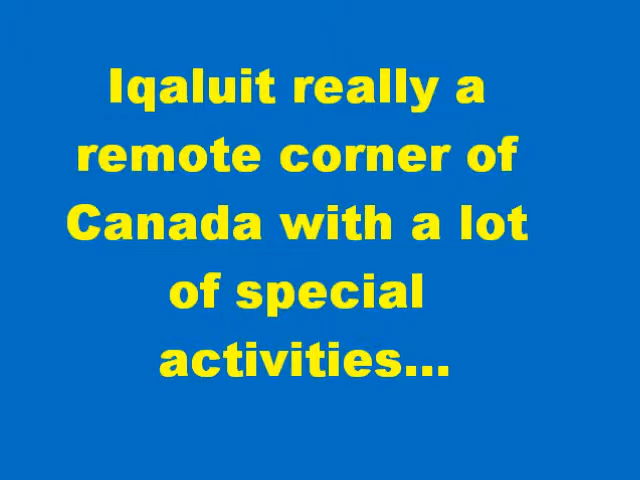 Iqaluit really a
remote corner of
Canada with a lot
of special
activities...